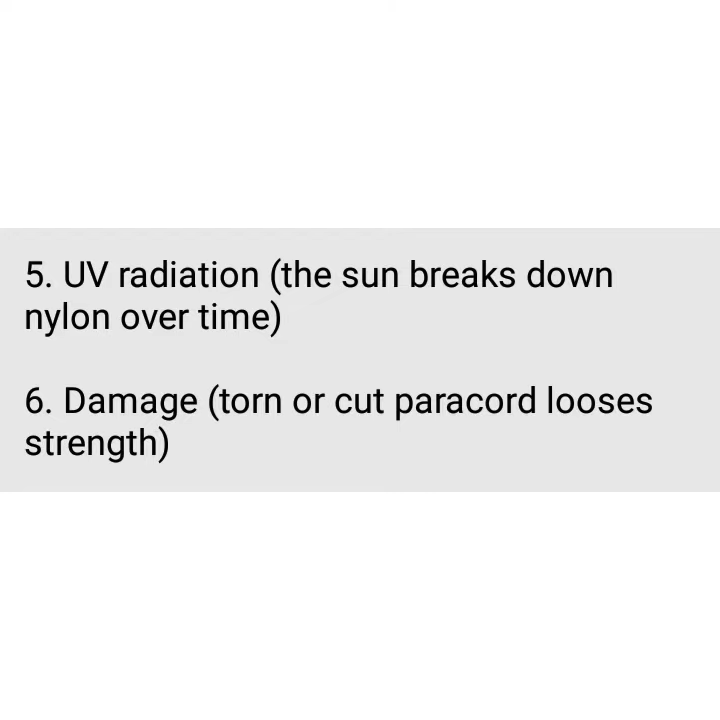 5. UV radiation (the sun breaks down
nylon over time)
6. Damage (torn or cut paracord looses
strength)